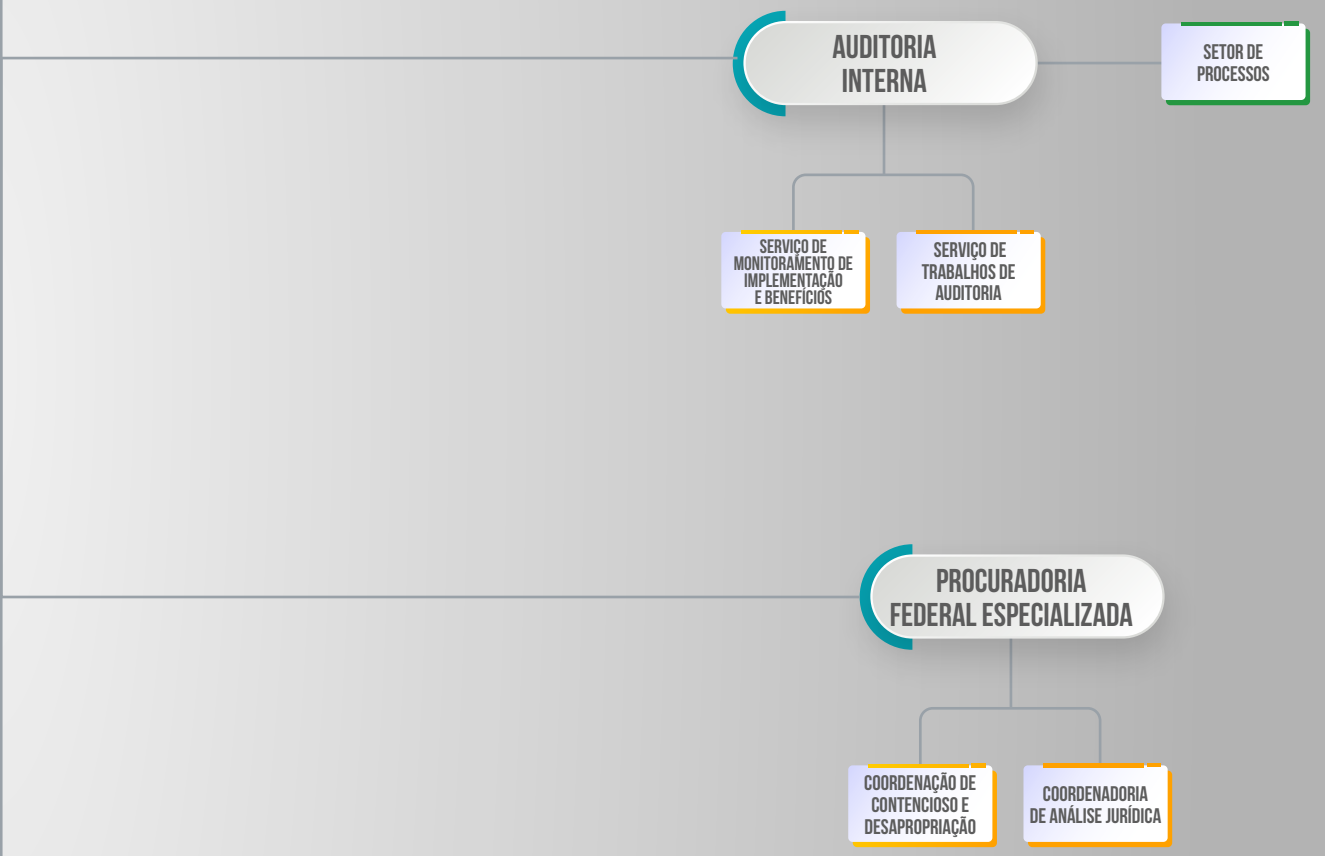 AUDITORIA
INTERNA
SETOR DE
PROCESSOS
SERVIÇO DE
MONITORAMENTO DE
IMPLEMENTAÇÃO
E BENEFÍCIOS
SERVIÇO DE
TRABALHOS DE
AUDITORIA
PROCURADORIA
FEDERAL ESPECIALIZADA
COORDENAÇÃO DE
CONTENCIOSO E
DESAPROPRIAÇÃO
COORDENADORIA
DE ANÁLISE JURÍDICA